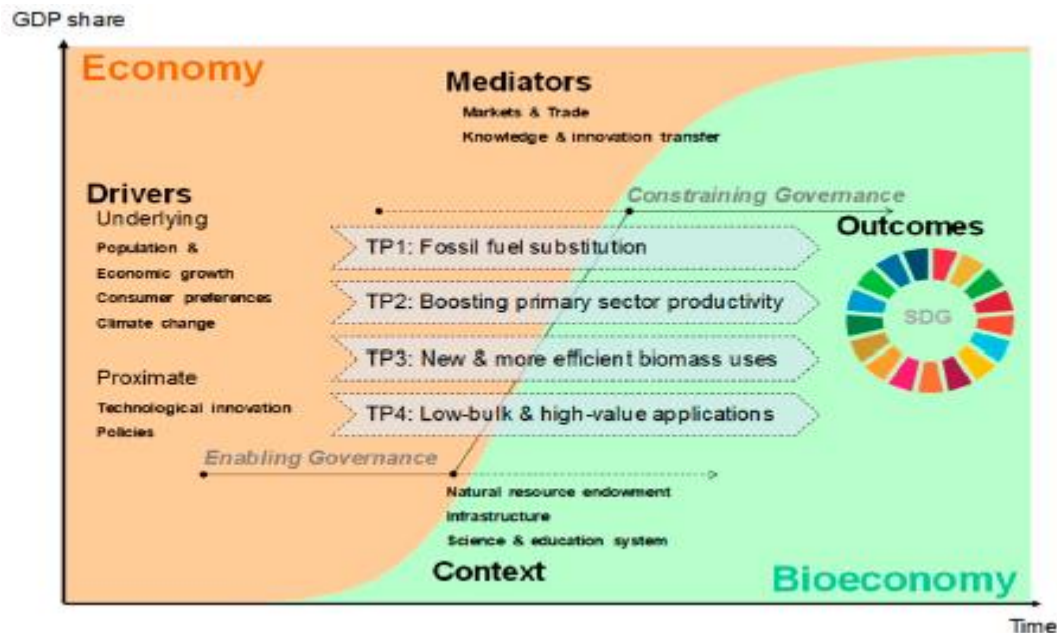 GDP share
Economy
Mediators
Markets & Trade
Knowledge & innovation transfer
Drivers
Underlying
Population &
Economic growth
Consumer preferences
Climate change
Proximate
Technological innovation
Policies
Constraining Governance
TP1: Fossil fuel substitution
TP2: Boosting primary sector productivity
TP3: New & more efficient biomass uses
TP4: Low-bulk & high-value applications
Outcomes
SDG
Enabling Governance
Natural resource endowment
Infrastructure
Science & education system
Context
Bioeconomy
Time